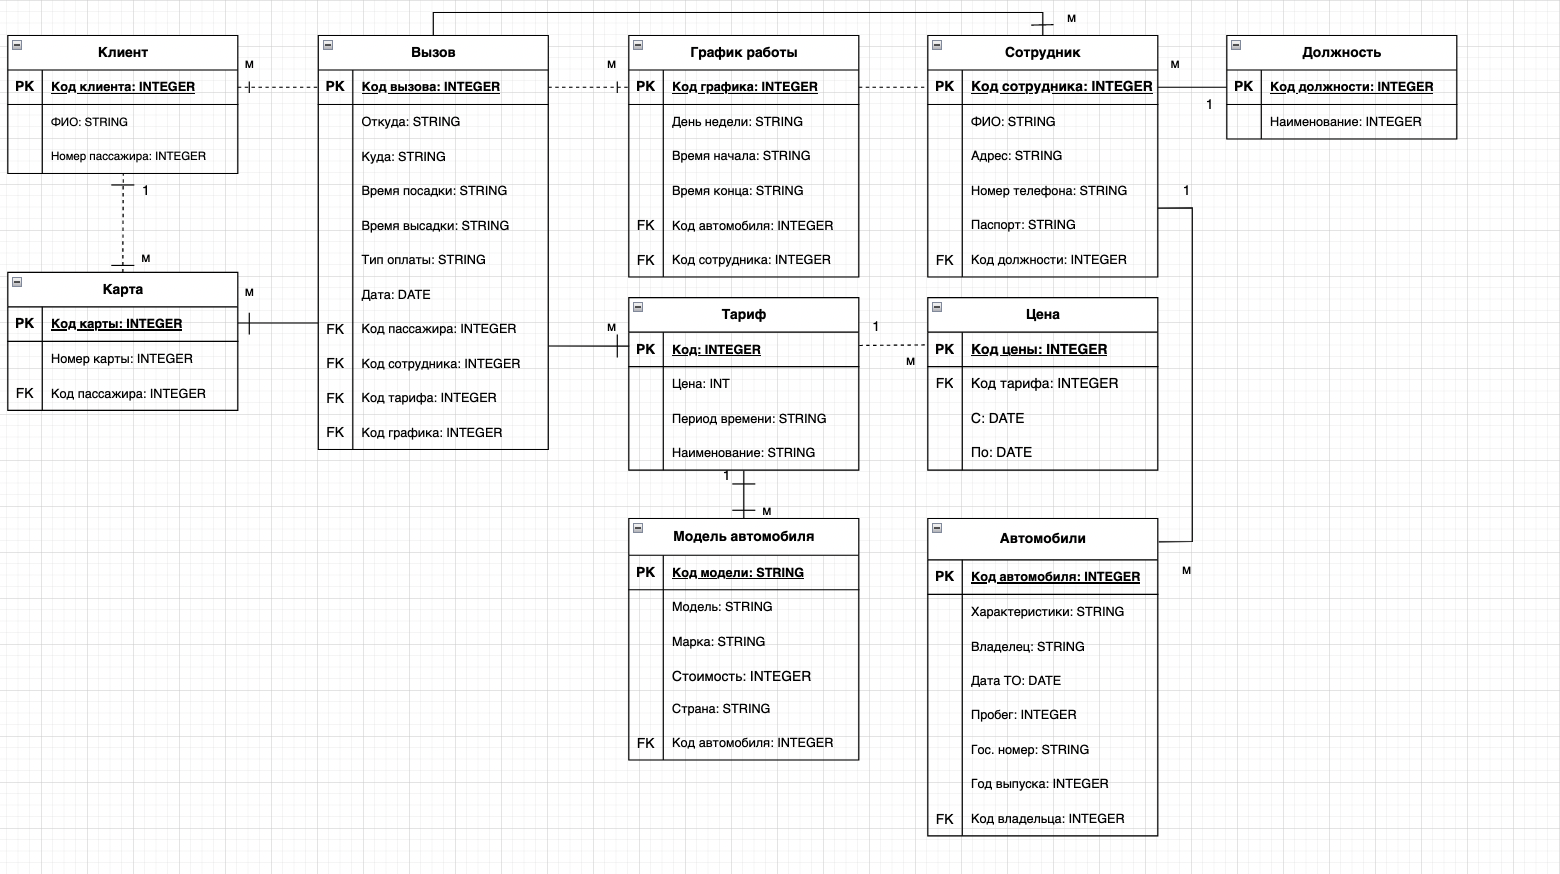 м
Клиент
PK Код клиента: INTEGER
ФИО: STRING
Номер пассажира: INTEGER
м
1
м
Карта
PK Код карты: INTEGER
Номер карты: INTEGER
FK Код пассажира: INTEGER
м
Вызов
PK Код вызова: INTEGER
Откуда: STRING
Куда: STRING
Время посадки: STRING
Время высадки: STRING
Тип оплаты: STRING
Дата: DATE
FK Код пассажира: INTEGER
FK Код сотрудника: INTEGER
FK Код тарифа: INTEGER
FK Код графика: INTEGER
м
м
График работы
PK Код графика: INTEGER
День недели: STRING
Время начала: STRING
Время конца: STRING
FK Код автомобиля: INTEGER
FK Код сотрудника: INTEGER
Тариф
PK Код: INTEGER
Цена: INT
Период времени: STRING
Наименование: STRING
1
м
1
м
Модель автомобиля
PK Код модели: STRING
Модель: STRING
Марка: STRING
Стоимость: INTEGER
Страна: STRING
FK Код автомобиля: INTEGER
Сотрудник
PK Код сотрудника: INTEGER
ФИО: STRING
Адрес: STRING
Номер телефона: STRING
Паспорт: STRING
FK Код должности: INTEGER
м
1
1
м
Цена
PK Код цены: INTEGER
FK Код тарифа: INTEGER
С: DATE
По: DATE
Автомобили
PK Код автомобиля: INTEGER
Характеристики: STRING
Владелец: STRING
Дата ТО: DATE
Пробег: INTEGER
Гос. номер: STRING
Год выпуска: INTEGER
FK Код владельца: INTEGER
Должность
PK Код должности: INTEGER
Наименование: INTEGER